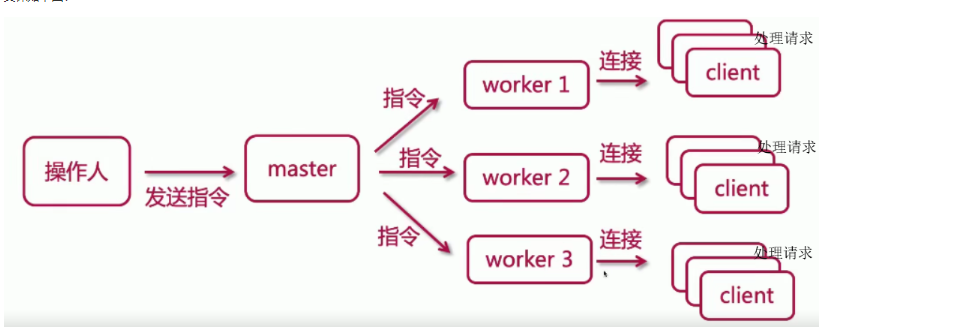 操作人
发送指令
master
指令
指令
指令
worker 1
连接
处理请求
client
worker 2
连接
处理请求
client
worker 3
连接
处理请求
client